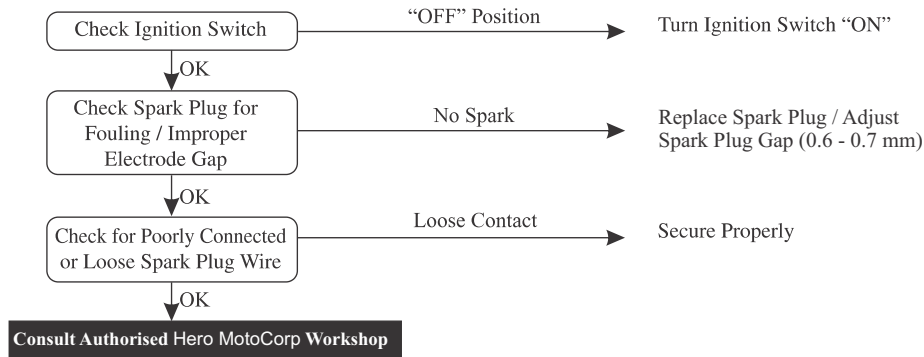 Check Ignition Switch
“OFF” Position
Turn Ignition Switch “ON”
OK
Check Spark Plug for
Fouling / Improper
Electrode Gap
No Spark
Replace Spark Plug / Adjust
Spark Plug Gap (0.6 - 0.7 mm)
OK
Check for Poorly Connected
or Loose Spark Plug Wire
Loose Contact
Secure Properly
OK
Consult Authorised Hero MotoCorp Workshop